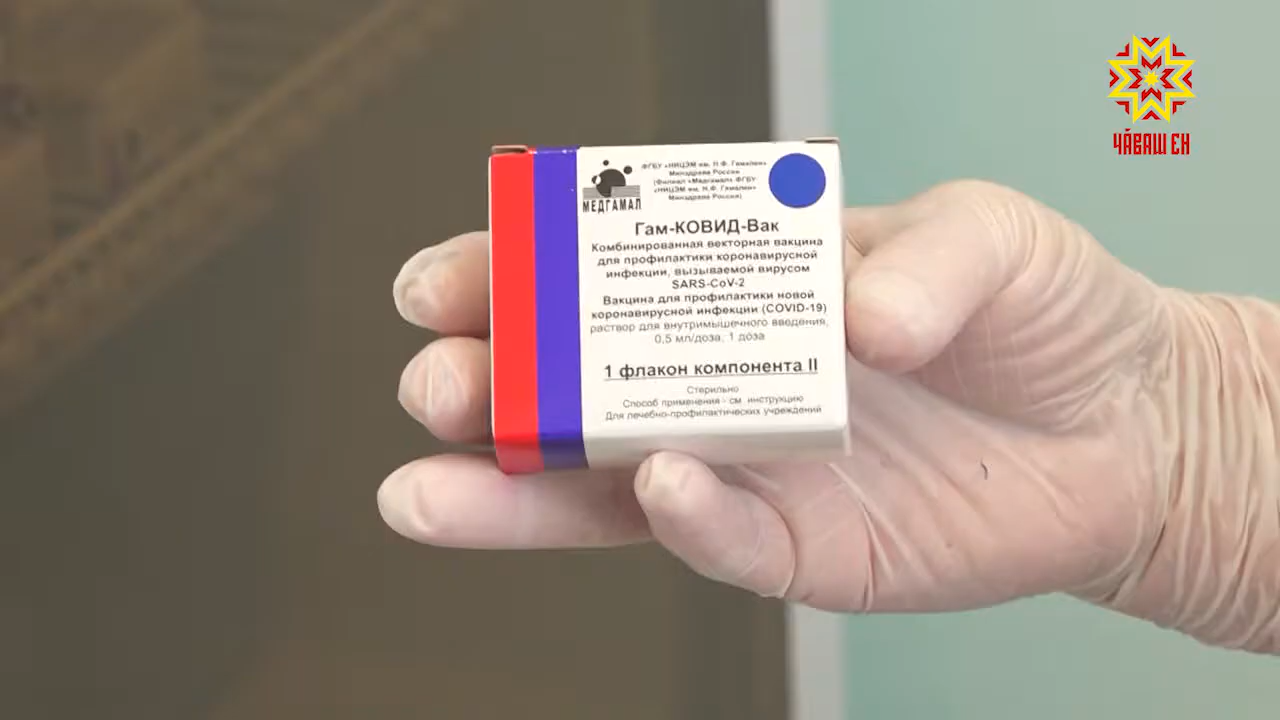 ЧӐВАШ ЕН
МЕДГАМАЛ
ФГБУ «НИЦЭМ им. Н.Ф. Гамалеи»
Минздрава России
(Филиал «Медгамал» ФГБУ
«НИЦЭМ им. Н.Ф. Гамалеи»
Минздрава России)
Гам-КОВИД-Вак
Комбинированная векторная вакцина
для профилактики коронавирусной
инфекции, вызываемой вирусом
SARS-CoV-2
Вакцина для профилактики новой
коронавирусной инфекции (COVID-19)
раствор для внутримышечного введения,
0,5 мл/доза, 1 доза
1 флакон компонента II
Стерильно
Способ применения - см. инструкцию
Для лечебно-профилактических учреждений